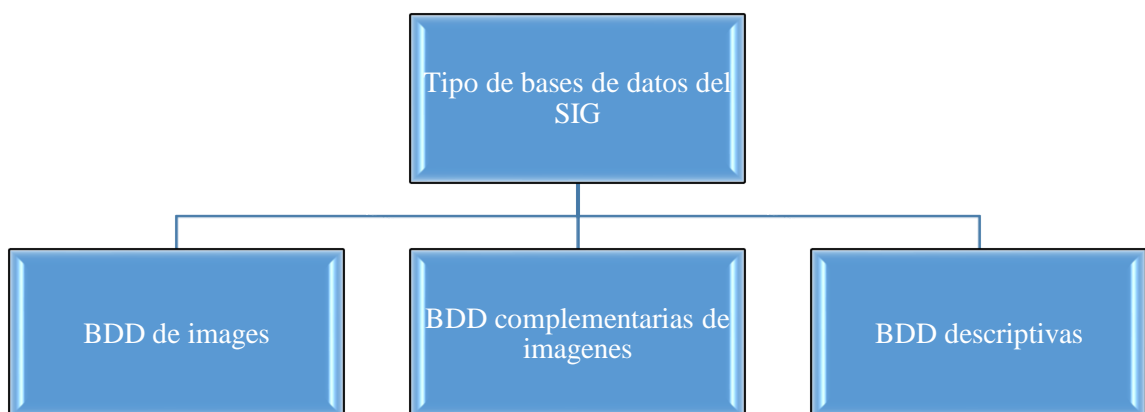 Tipo de bases de datos del
SIG
BDD de images
BDD complementarias de
imagenes
BDD descriptivas